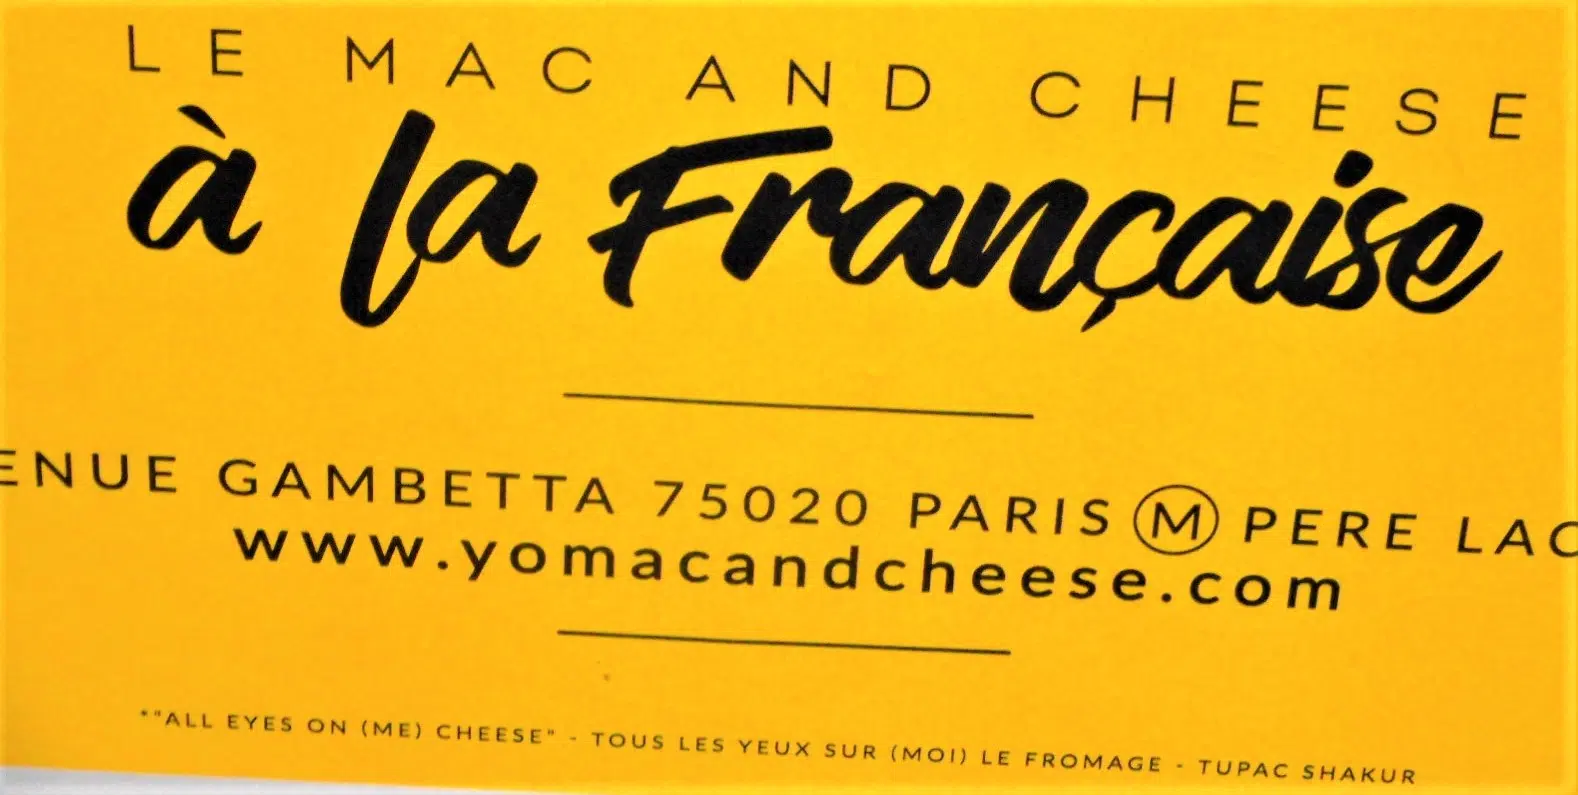 LE MAC AND CHEESE
à la Française
ENUE GAMBETTA 75020 PARIS Ⓜ PERE LAC
www.yomacandcheese.com
*"ALL EYES ON (ME) CHEESE" - TOUS LES YEUX SUR (MOI) LE FROMAGE - TUPAC SHAKUR